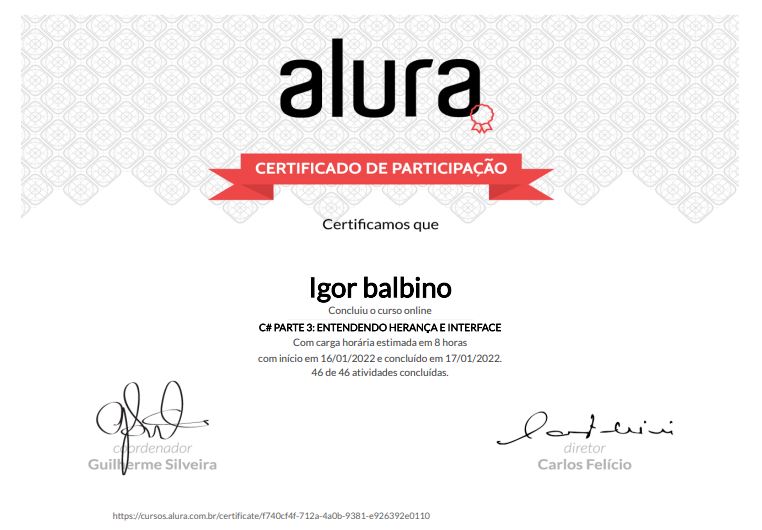 alura
CERTIFICADO DE PARTICIPAÇÃO
Certificamos que
Igor balbino
Concluiu o curso online
C# PARTE 3: ENTENDENDO HERANÇA E INTERFACE
Com carga horária estimada em 8 horas
com início em 16/01/2022 e concluído em 17/01/2022.
46 de 46 atividades concluídas.
coordenador
Guilherme Silveira
diretor
Carlos Felício
https://cursos.alura.com.br/certificate/f740cf4f-712a-4a0b-9381-e926392e0110